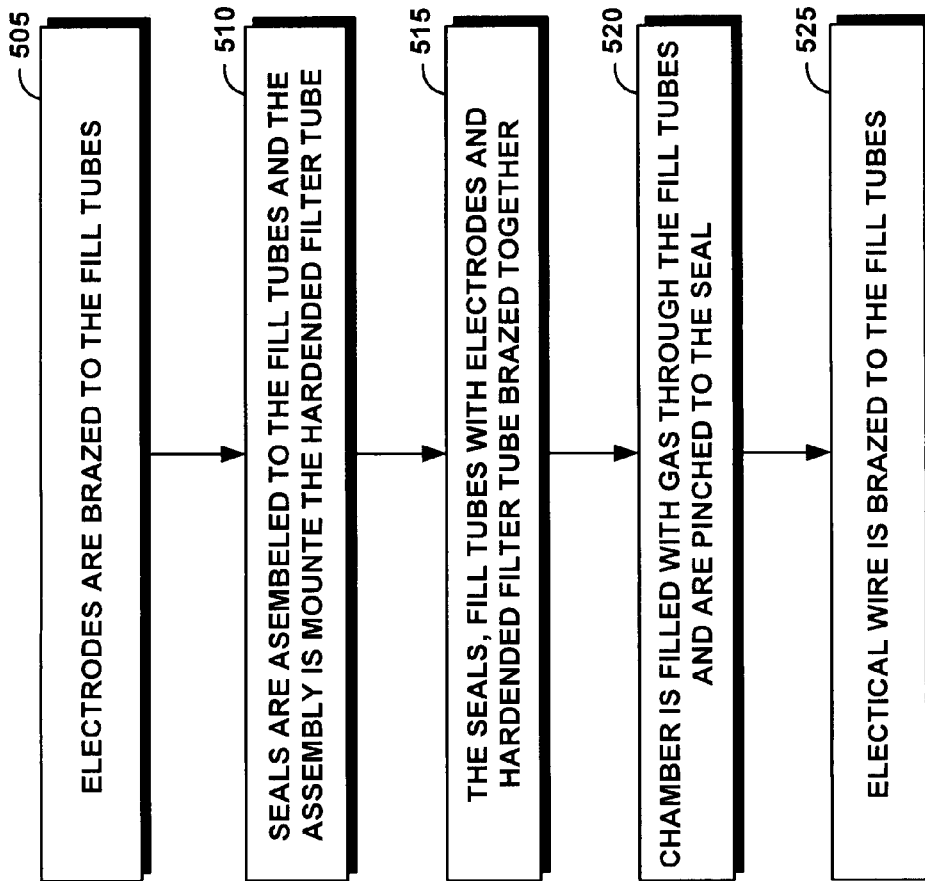 505
ELECTRODES ARE BRAZED TO THE FILL TUBES
510
SEALS ARE ASEMBELED TO THE FILL TUBES AND THE
ASSEMBLY IS MOUNTE THE HARDENDED FILTER TUBE
515
THE SEALS, FILL TUBES WITH ELECTRODES AND
HARDENDED FILTER TUBE BRAZED TOGETHER
520
CHAMBER IS FILLED WITH GAS THROUGH THE FILL TUBES
AND ARE PINCHED TO THE SEAL
525
ELECTICAL WIRE IS BRAZED TO THE FILL TUBES